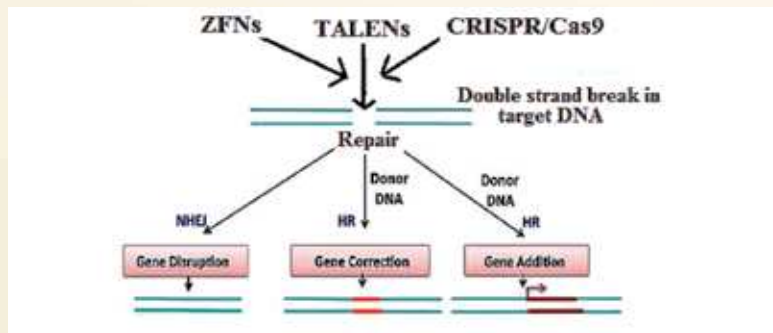 ZFNs TALENs CRISPR/Cas9
Double strand break in
target DNA
Repair
Donor
DNA
Donor
DNA
NHEJ
HR
HR
Gene Disruption
Gene Correction
Gene Addition